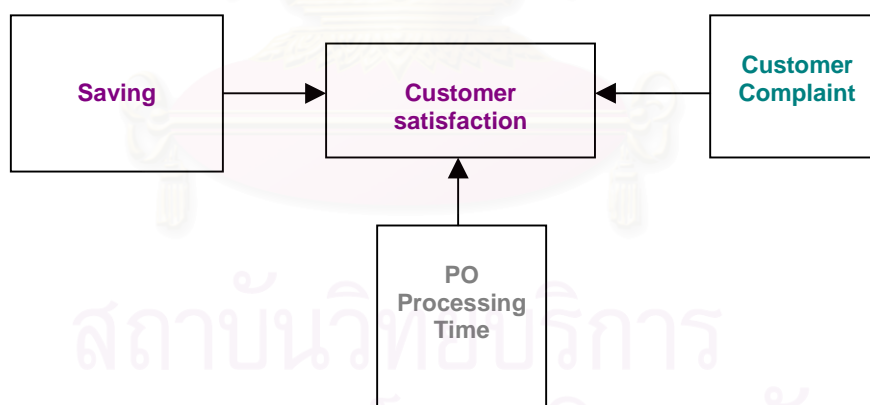 Saving
Customer
satisfaction
Customer
Complaint
PO
Processing
Time
สถาบันวิทยบริการ